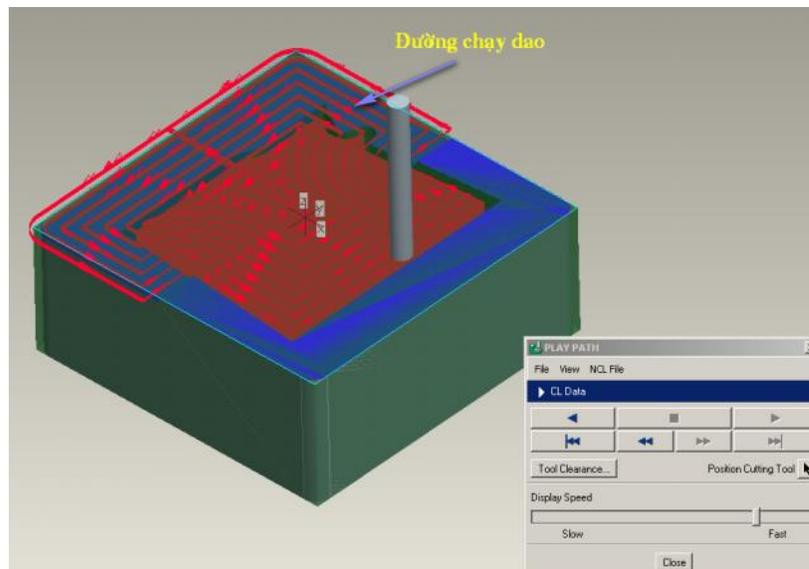 Đường chạy dao
PLAY PATH
File View NCL File
CL Data
Tool Clearance...
Position Cutting Tool
Display Speed
Slow Fast
Close